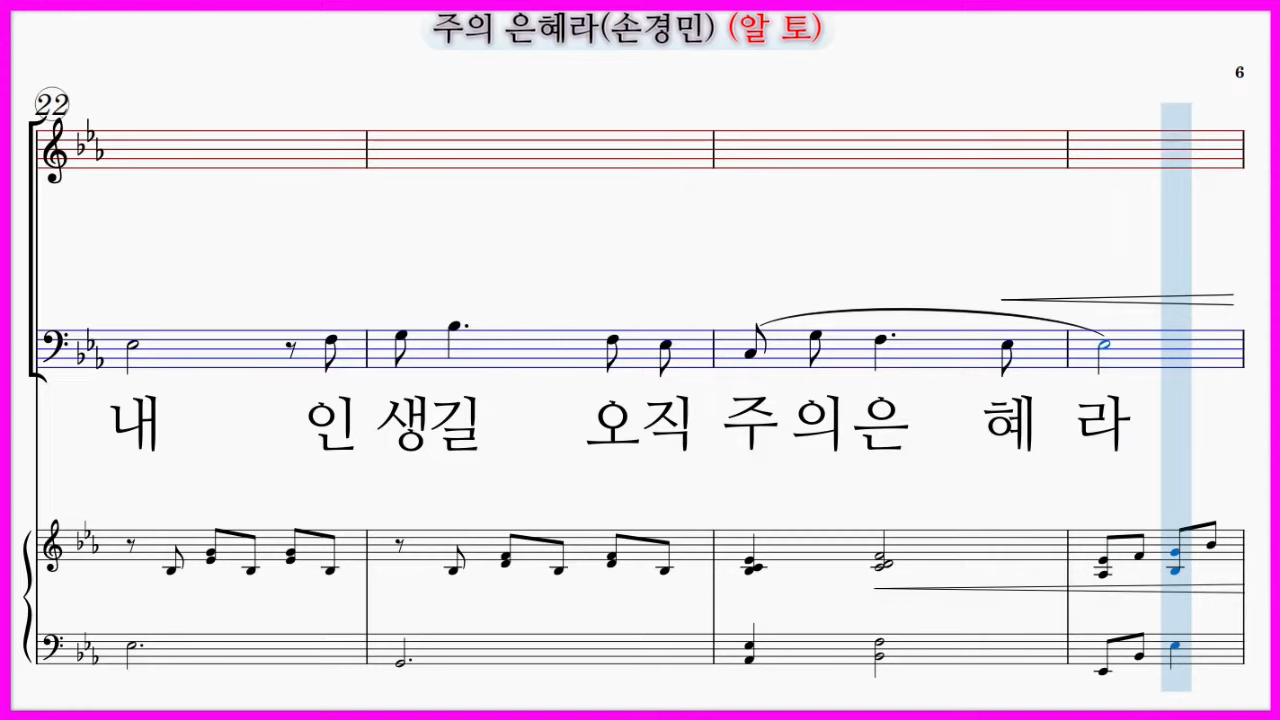 주의 은혜라(손경민) (알 토)
6
22
내 인 생길 오직 주 의 은 혜 라